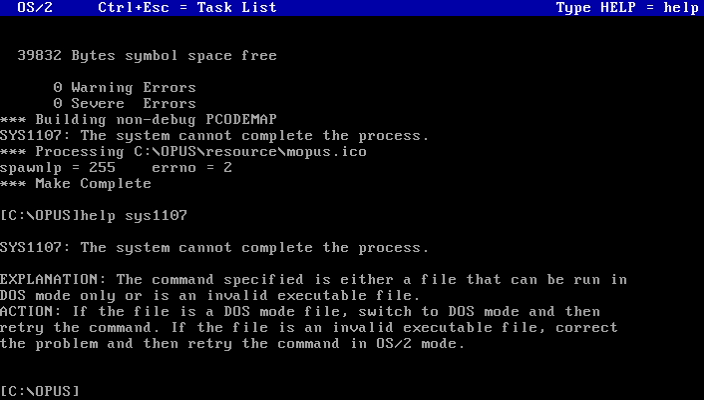 OS/2     Ctrl+Esc = Task List                               Type HELP = help
39832 Bytes symbol space free
0 Warning Errors
0 Severe  Errors
*** Building non-debug PCODEMAP
SYS1107: The system cannot complete the process.
*** Processing C:\OPUS\resource\mopus.ico
spawnlp = 255    errno = 2
*** Make Complete
[C:\OPUS]help sys1107
SYS1107: The system cannot complete the process.
EXPLANATION: The command specified is either a file that can be run in
DOS mode only or is an invalid executable file.
ACTION: If the file is a DOS mode file, switch to DOS mode and then
retry the command. If the file is an invalid executable file, correct
the problem and then retry the command in OS/2 mode.
[C:\OPUS]